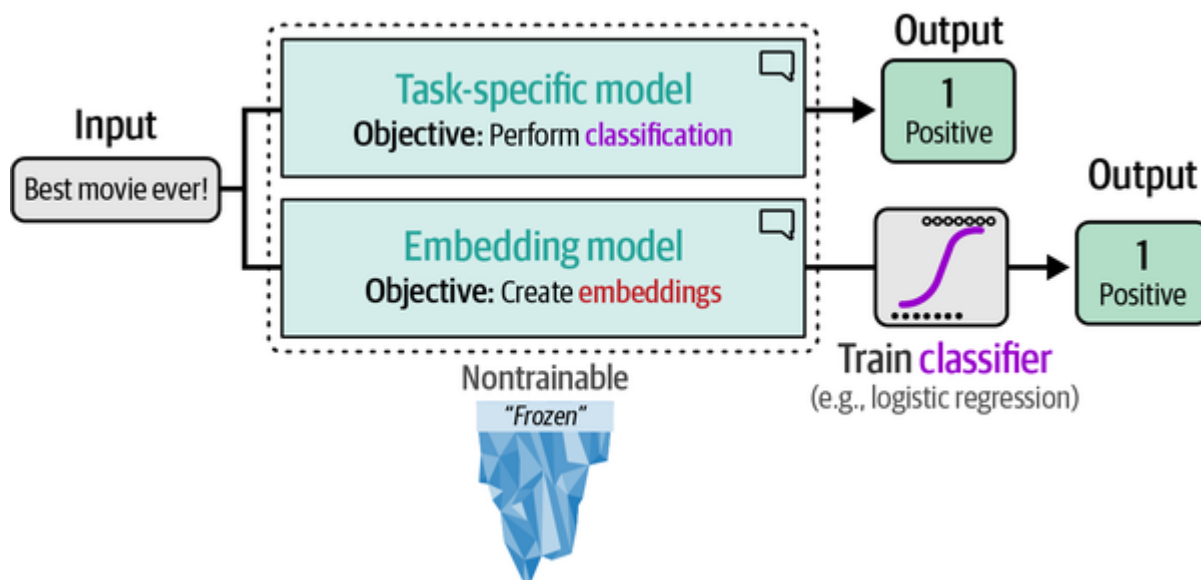 Input
Best movie ever!
Task-specific model
Objective: Perform classification
Output
1
Positive
Embedding model
Objective: Create embeddings
Train classifier
(e.g., logistic regression)
Output
1
Positive
Nontrainable
“Frozen”